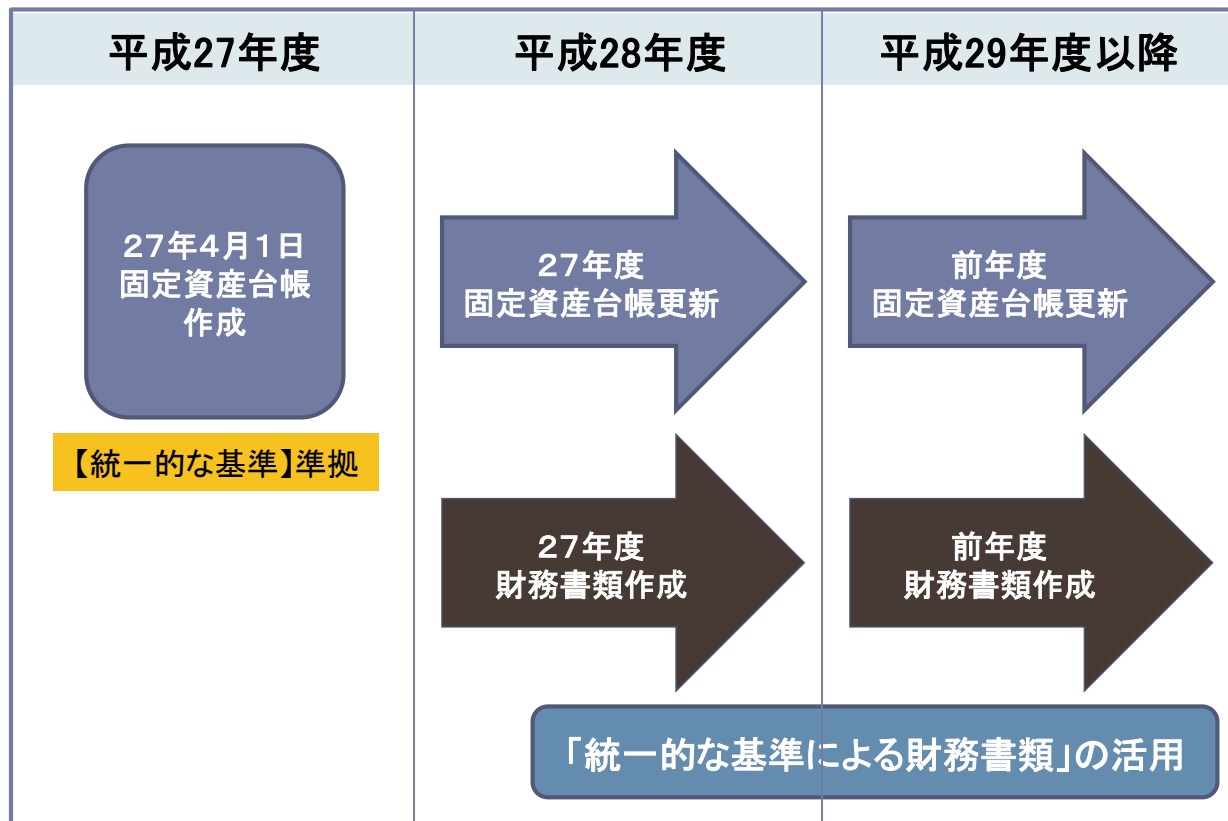 平成27年度
平成28年度
平成29年度以降
27年4月1日
固定資産台帳
作成
【統一的な基準】準拠
27年度
固定資産台帳更新
前年度
固定資産台帳更新
27年度
財務書類作成
前年度
財務書類作成
「統一的な基準による財務書類」の活用